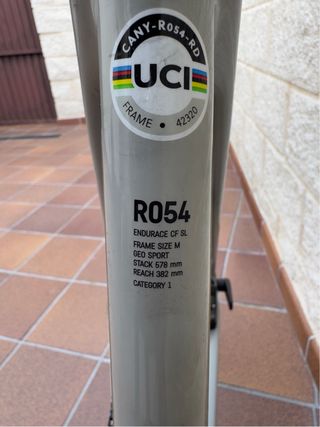 CANY-R054-RD
UCI
FRAME • 42320
R054
ENDURACE CF SL
FRAME SIZE M
GEO SPORT
STACK 578 mm
REACH 382 mm
CATEGORY 1